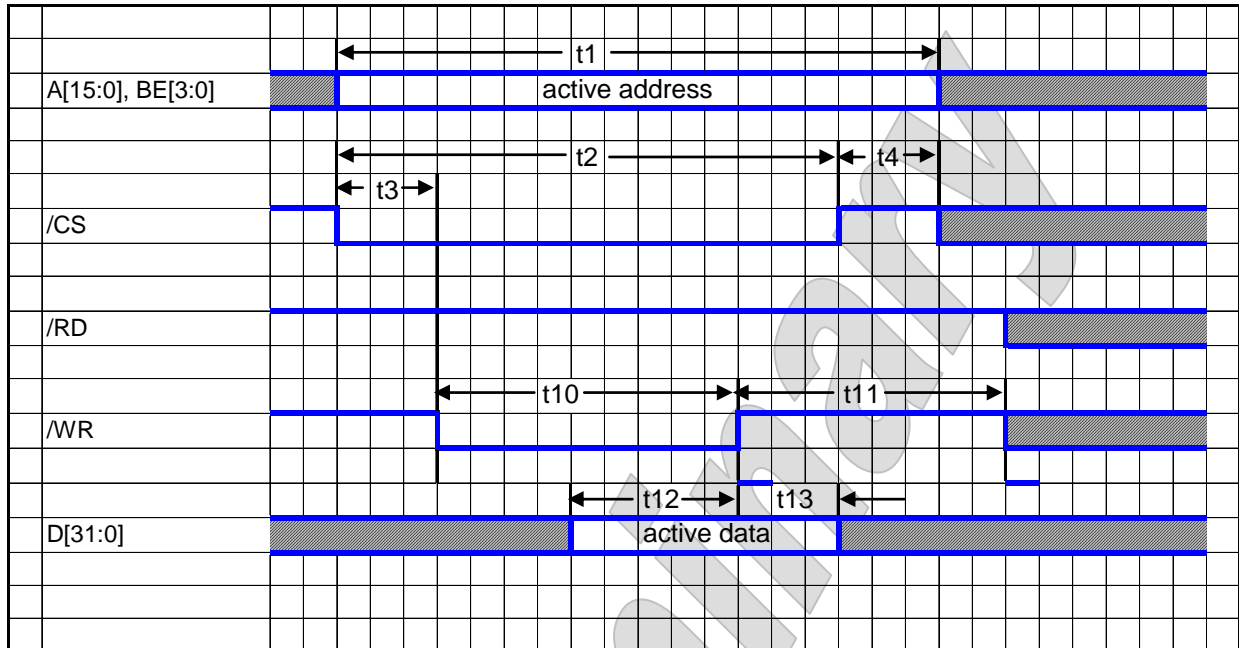 t1
A[15:0], BE[3:0] active address
t2 t4
t3
/CS
/RD
t10 t11
/WR
t12 t13
D[31:0] active data
inary